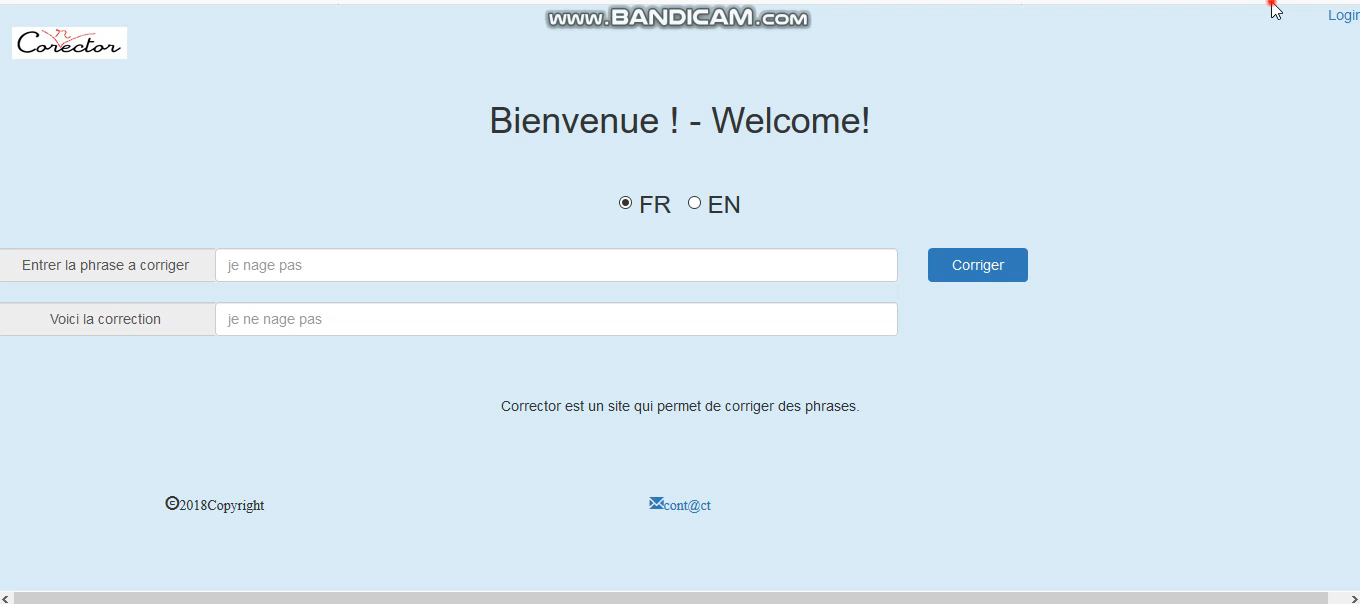 www.BANDICAM.com
Login
Corector
Bienvenue ! - Welcome!
FR EN
Entrer la phrase a corriger je nage pas Corriger
Voici la correction je ne nage pas
Corrector est un site qui permet de corriger des phrases.
©2018Copyright cont@ct